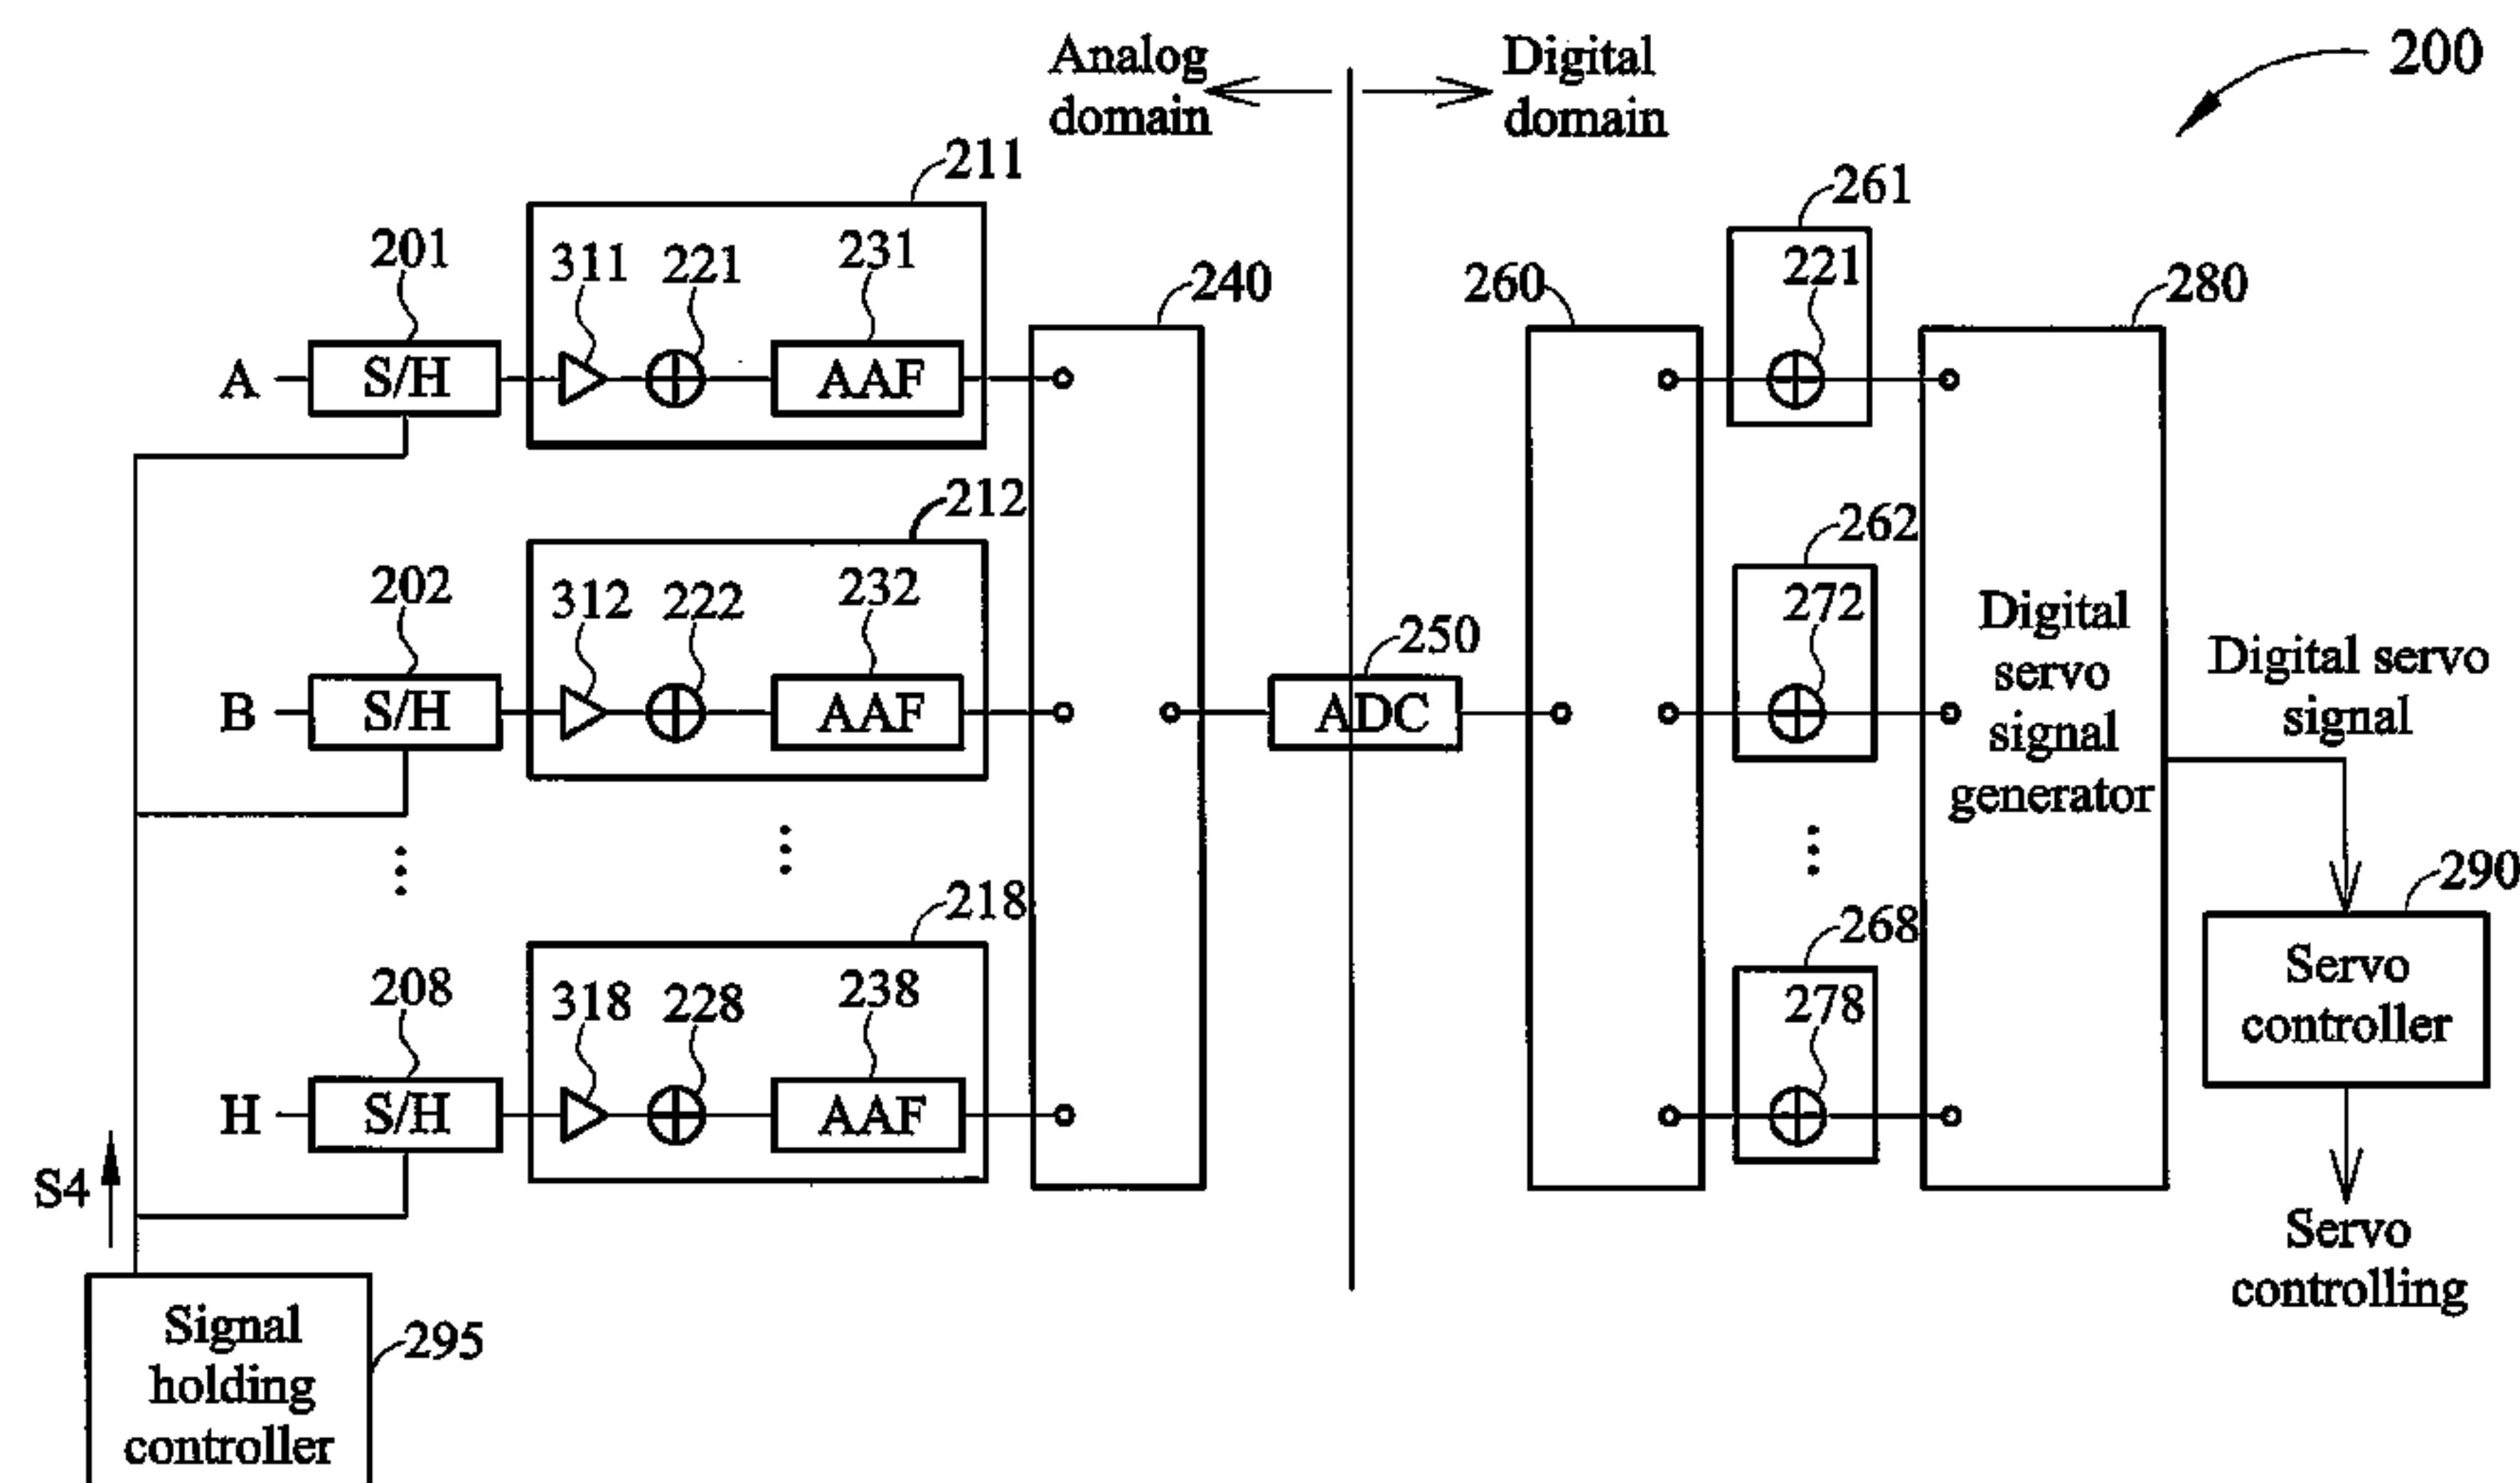 Analog
domain
Digital
domain
200
211
261
201
311
221
231
240
260
221
280
A
S/H
AAF
212
262
202
312
222
232
250
272
Digital
servo
signal
generator
Digital servo
signal
B
S/H
AAF
ADC
290
218
268
208
318
228
238
278
Servo
controller
H
S/H
AAF
S4
Servo
controlling
Signal
holding
controller
295